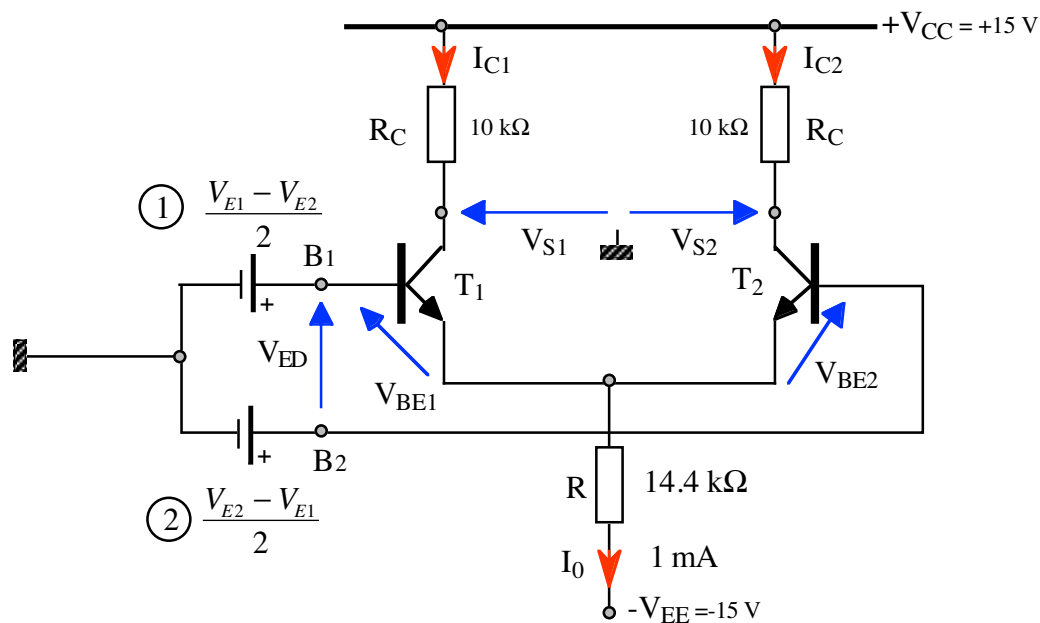 +VCC = +15 V
IC1
IC2
RC
10 kΩ
10 kΩ
RC
1
VE1 − VE2
2
VS1
VS2
B1
+
T1
T2
VED
VBE1
VBE2
+
B2
R
14.4 kΩ
2
VE2 − VE1
2
I0
1 mA
-VEE =-15 V